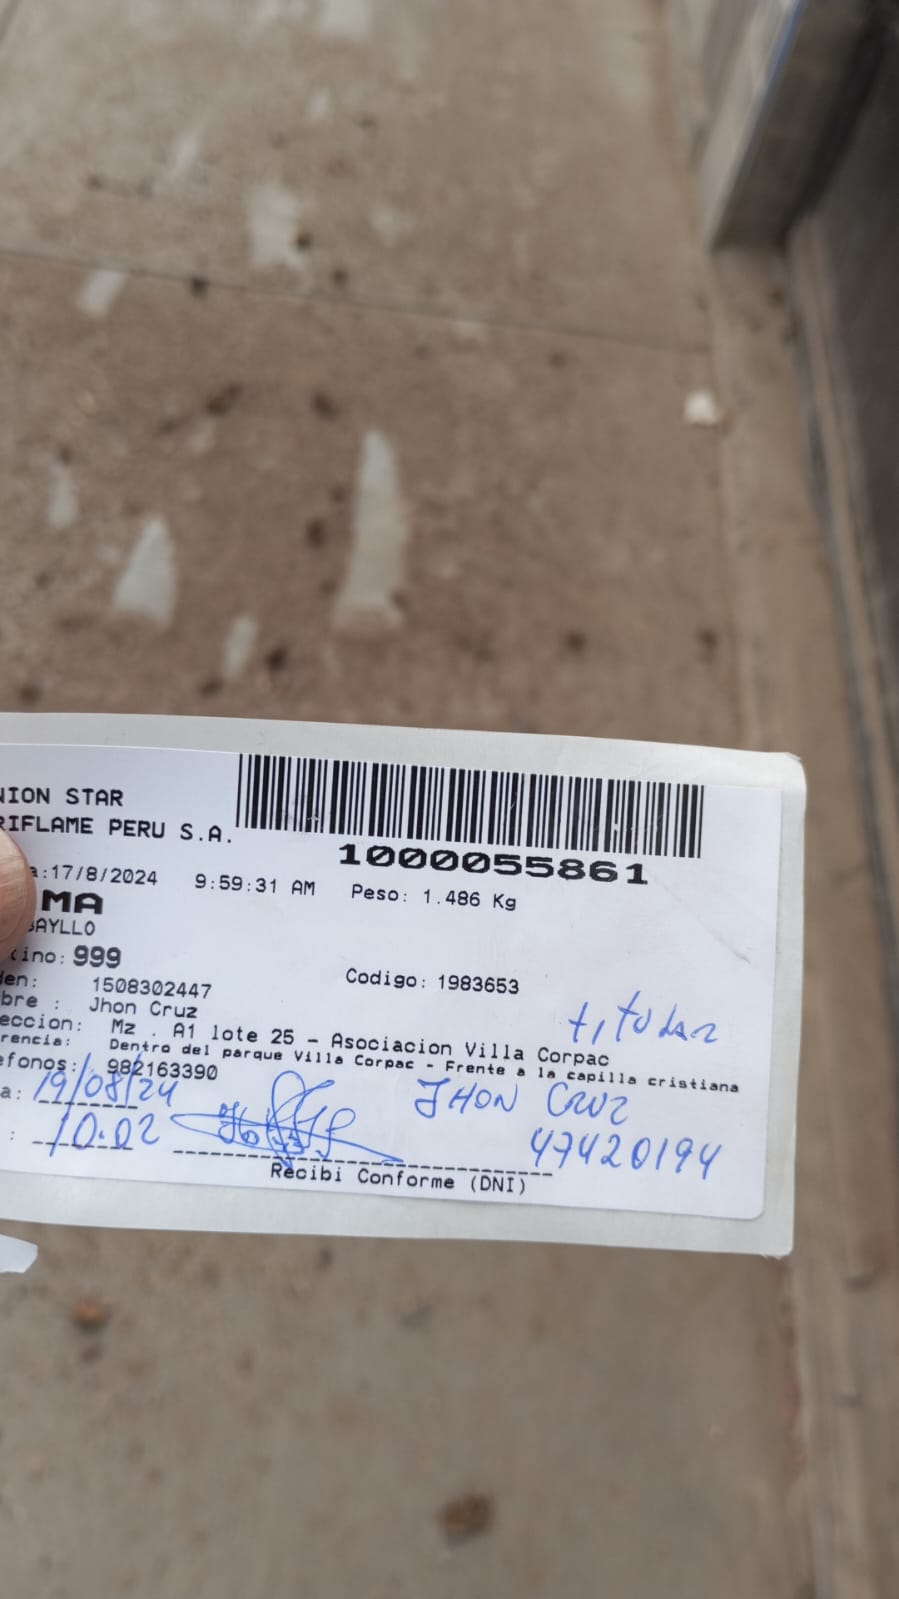 NION STAR
RIFLAME PERU S.A.
1000055861
a:17/8/2024 9:59:31 AM Peso: 1.486 Kg
MA
AYLLO
ino: 999
Codigo: 1983653
den: 1508302447
bre : Jhon Cruz
titular
eccion: Mz . A1 lote 25 - Asociacion Villa Corpac
rencia: Dentro del parque Villa Corpac - Frente a la capilla cristiana
efonos: 982163390
a: 19/08/24
JHON CRUZ
: 10:02
47420194
Recibi Conforme (DNI)